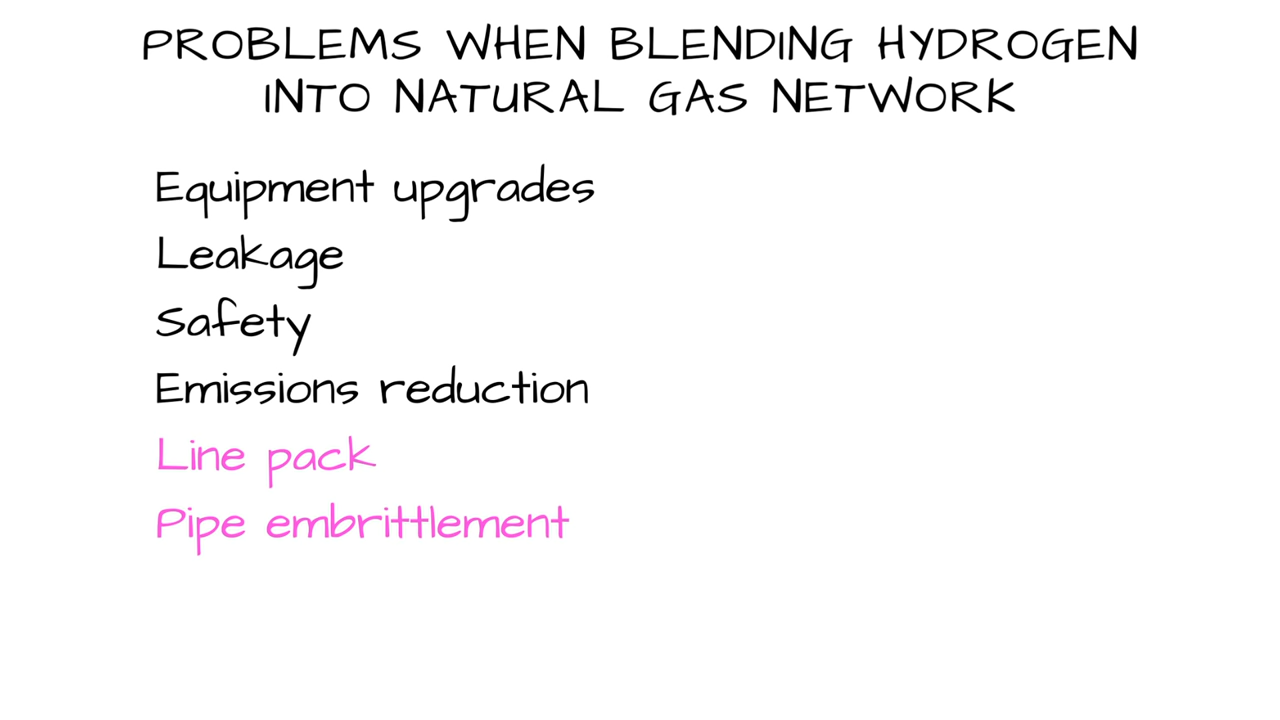 PROBLEMS WHEN BLENDING HYDROGEN
INTO NATURAL GAS NETWORK
Equipment upgrades
Leakage
Safety
Emissions reduction
Line pack
Pipe embrittlement